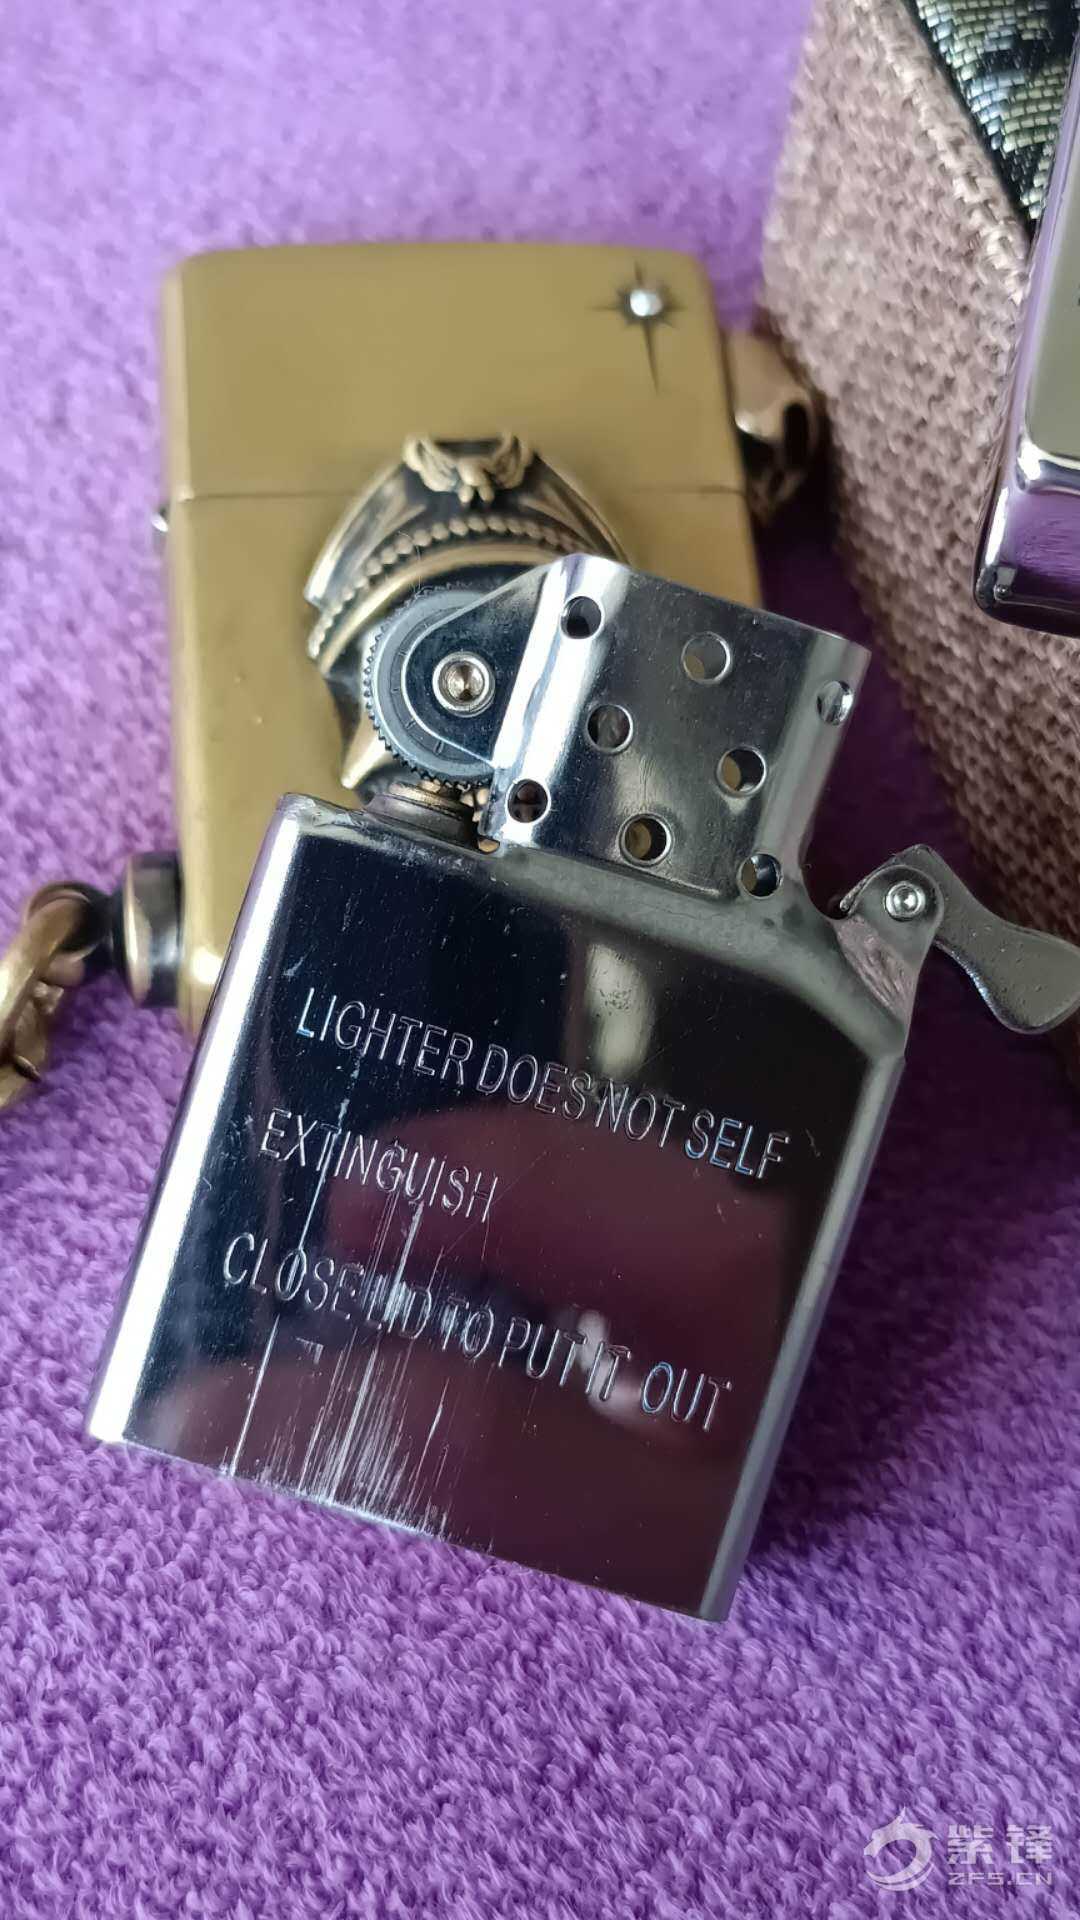 LIGHTER DOES NOT SELF
EXTINGUISH
CLOSE LID TO PUT IT OUT
F
紫锋
ZFS.CN